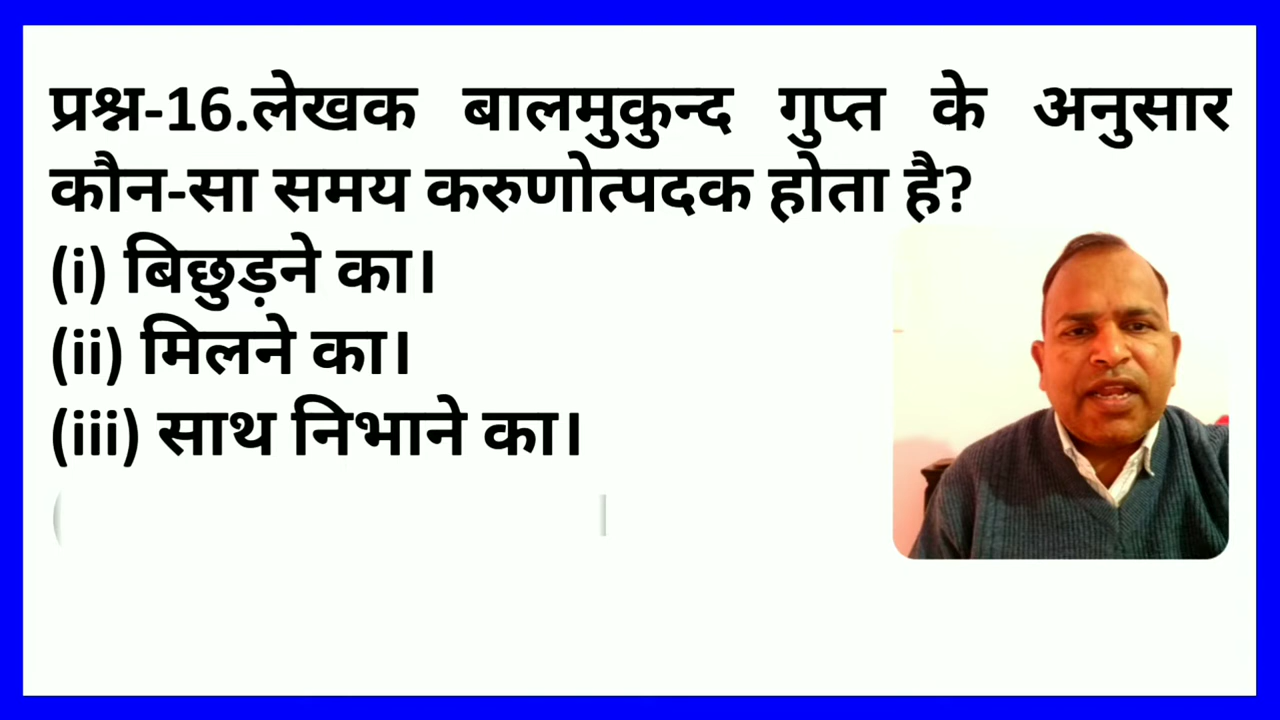 प्रश्न-16.लेखक बालमुकुन्द गुप्त के अनुसार
कौन-सा समय करुणोत्पदक होता है?
(i) बिछुड़ने का।
(ii) मिलने का।
(iii) साथ निभाने का।